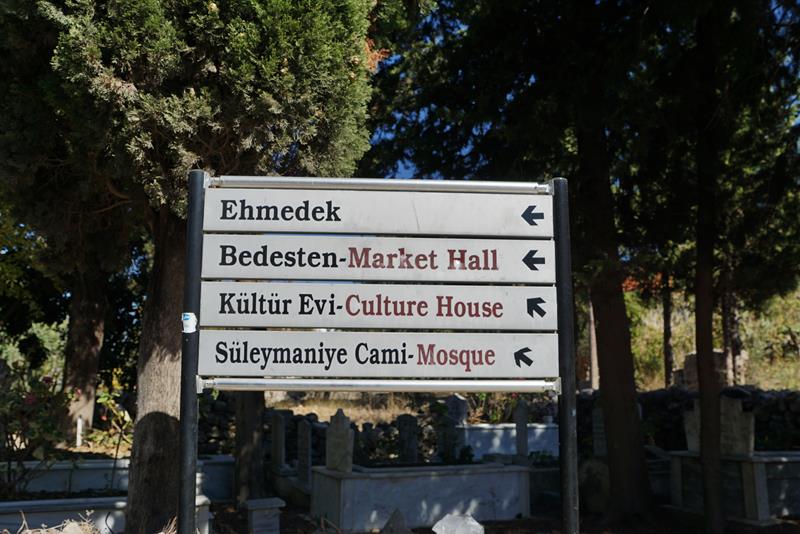 Ehmedek
Bedesten-Market Hall
Kültür Evi-Culture House
Süleymaniye Cami-Mosque